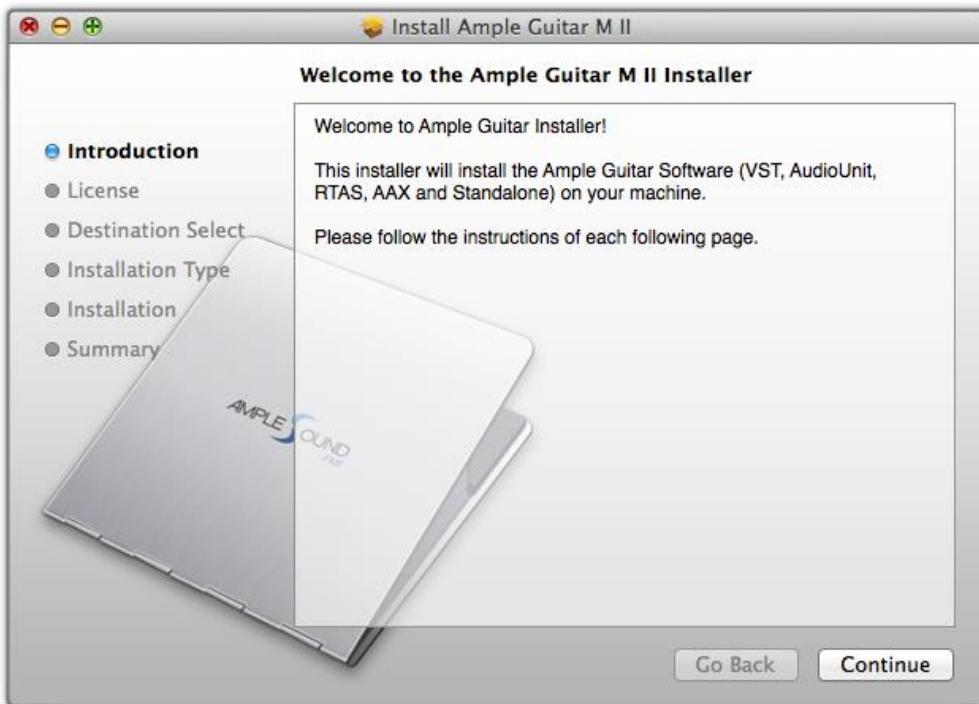 Install Ample Guitar M II
Welcome to the Ample Guitar M II Installer
Introduction
License
Destination Select
Installation Type
Installation
Summary
Welcome to Ample Guitar Installer!
This installer will install the Ample Guitar Software (VST, AudioUnit,
RTAS, AAX and Standalone) on your machine.
Please follow the instructions of each following page.
AMPLE SOUND
.net
Go Back
Continue